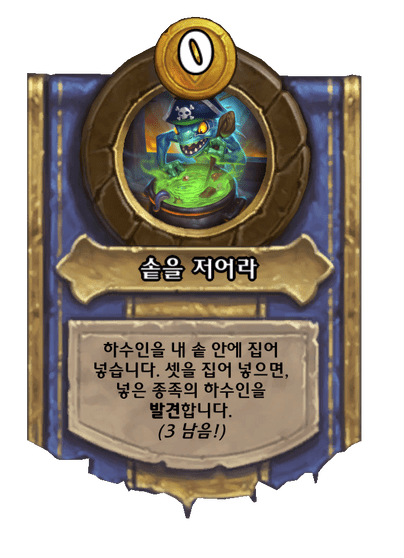 0
솥을 저어라
하수인을 내 솥 안에 집어
넣습니다. 셋을 집어 넣으면,
넣은 종족의 하수인을
발견합니다.
(3 남음!)